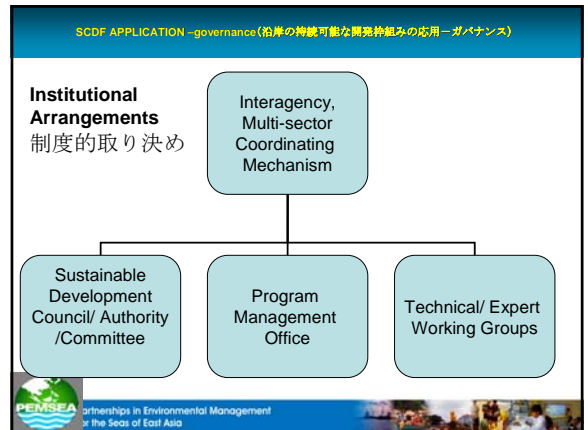 SCDF APPLICATION –governance(沿岸の持続可能な開発枠組みの応用－ガバナンス)
Institutional
Arrangements
制度的取り決め
Interagency,
Multi-sector
Coordinating
Mechanism
Sustainable
Development
Council/ Authority
/Committee
Program
Management
Office
Technical/ Expert
Working Groups
PEMSEA
artnerships in Environmental Management
or the Seas of East Asia